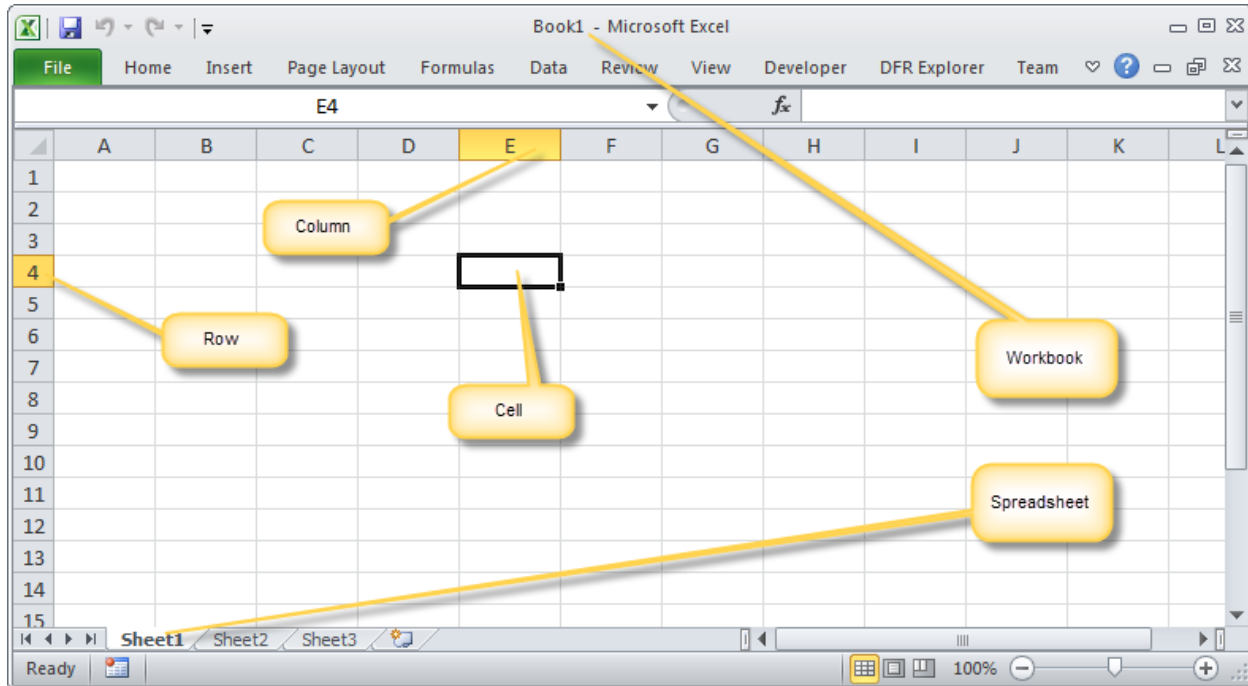 Book1 - Microsoft Excel
File Home Insert Page Layout Formulas Data Review View Developer DFR Explorer Team
E4 fx
A B C D E F G H I J K L
1
2
Column
3
4
5
6
Row
7
Workbook
8
Cell
9
10
11
Spreadsheet
12
13
14
15
Sheet1 Sheet2 Sheet3
Ready 100%